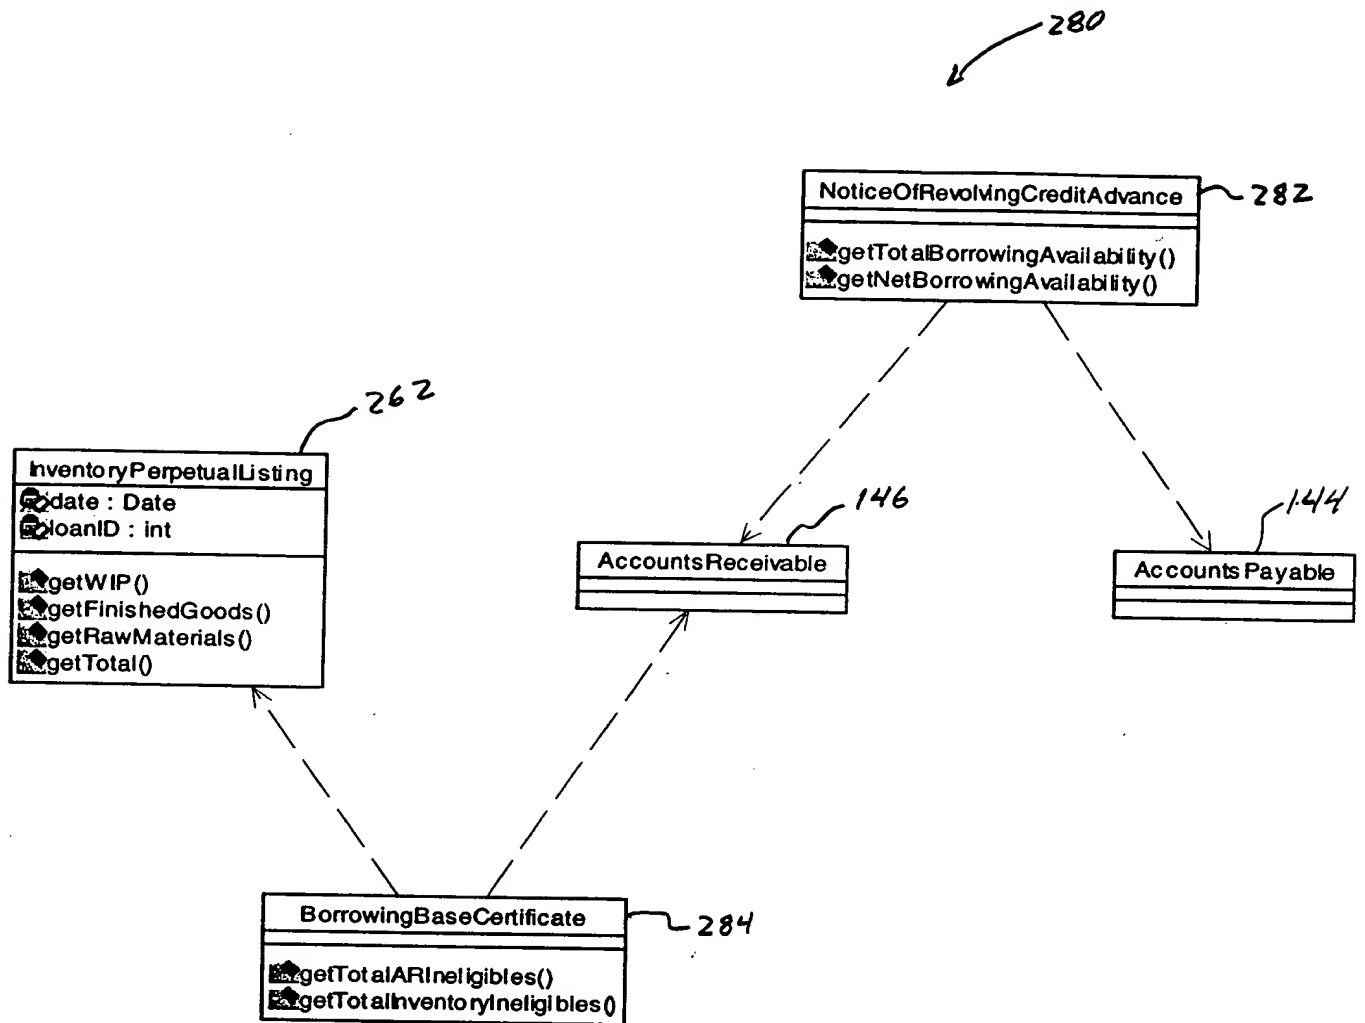 280
NoticeOfRevolvingCreditAdvance
282
getTotalBorrowingAvailability()
getNetBorrowingAvailability()
262
InventoryPerpetualListing
date : Date
loanID : int
getWIP()
getFinishedGoods()
getRawMaterials()
getTotal()
146
AccountsReceivable
144
AccountsPayable
BorrowingBaseCertificate
284
getTotalARIneligibles()
getTotalInventoryIneligibles()